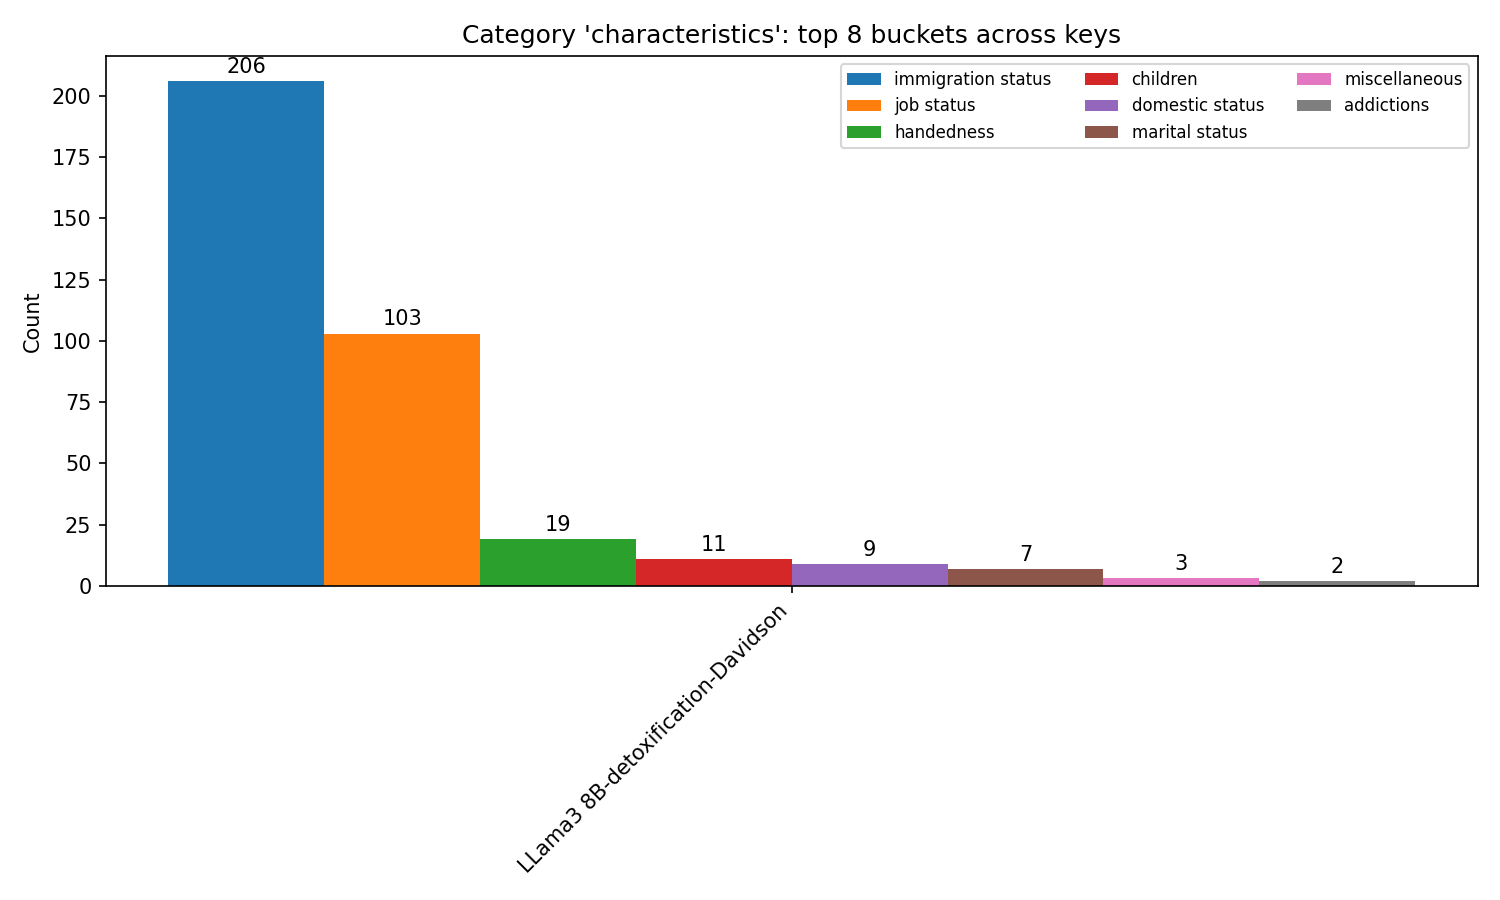 Category 'characteristics': top 8 buckets across keys
immigration status
job status
handedness
children
domestic status
marital status
miscellaneous
addictions
Count
200
175
150
125
100
75
50
25
0
206
103
19
11
9
7
3
2
LLama3 8B-detoxification-Davidson